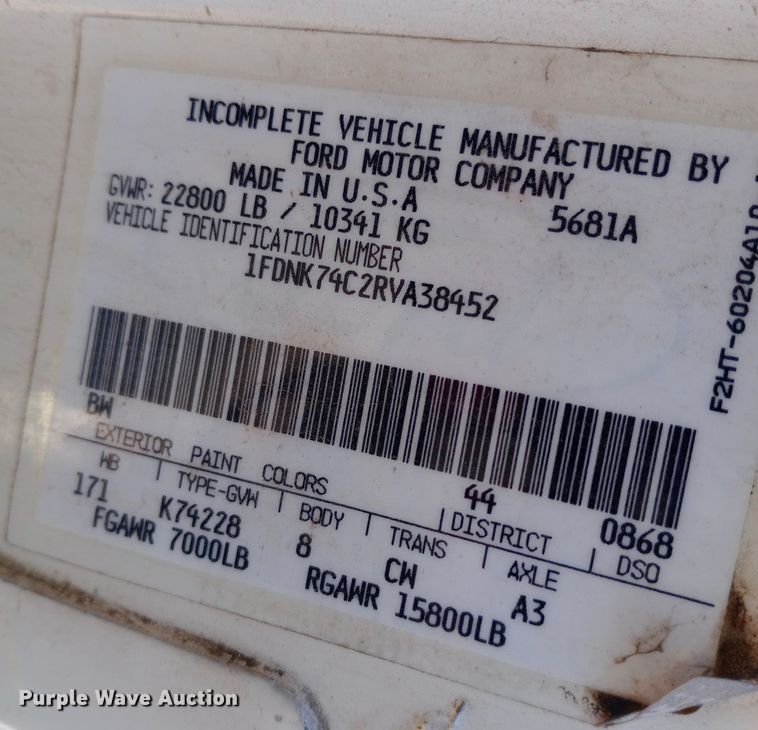 INCOMPLETE VEHICLE MANUFACTURED BY
FORD MOTOR COMPANY
MADE IN U.S.A
GVWR: 22800 LB / 10341 KG 5681A
VEHICLE IDENTIFICATION NUMBER
1FDNK74C2RVA38452
F2HT-60204A10
BW
EXTERIOR PAINT COLORS 44 0868
WB TYPE-GVW BODY TRANS DISTRICT AXLE DSO
171 K74228 8 CW A3
FGAWR 7000LB RGAWR 15800LB
Purple Wave Auction